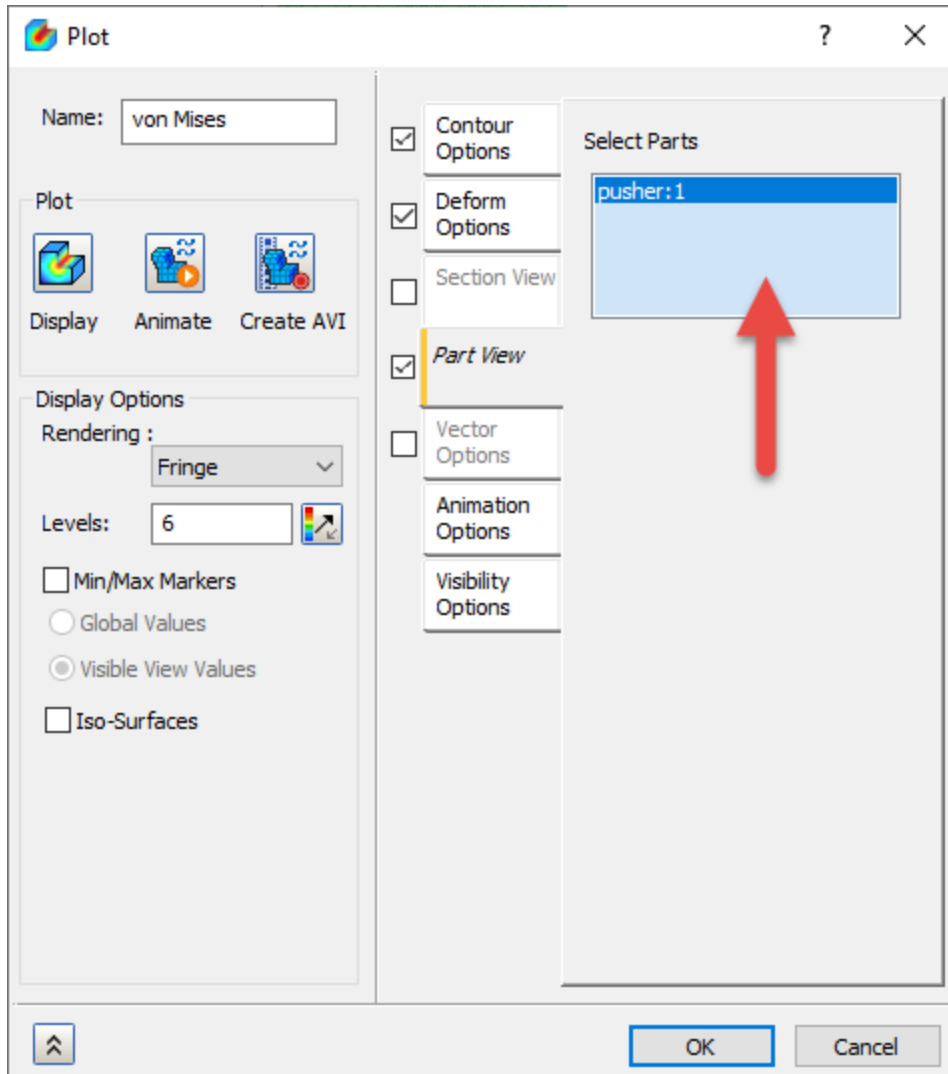 Plot
?
Name:
von Mises
Plot
Display
Animate
Create AVI
Display Options
Rendering :
Fringe
Levels:
6
Min/Max Markers
Global Values
Visible View Values
Iso-Surfaces
Contour
Options
Deform
Options
Section View
Part View
Vector
Options
Animation
Options
Visibility
Options
Select Parts
pusher:1
OK
Cancel